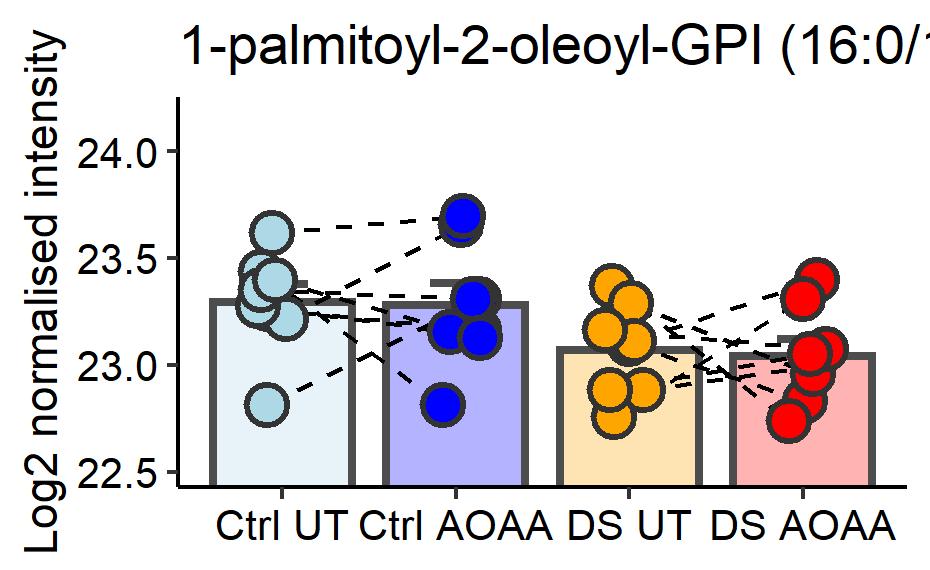 1-palmitoyl-2-oleoyl-GPI (16:0/1
Log2 normalised intensity
24.0
23.5
23.0
22.5
Ctrl UT Ctrl AOAA DS UT DS AOAA